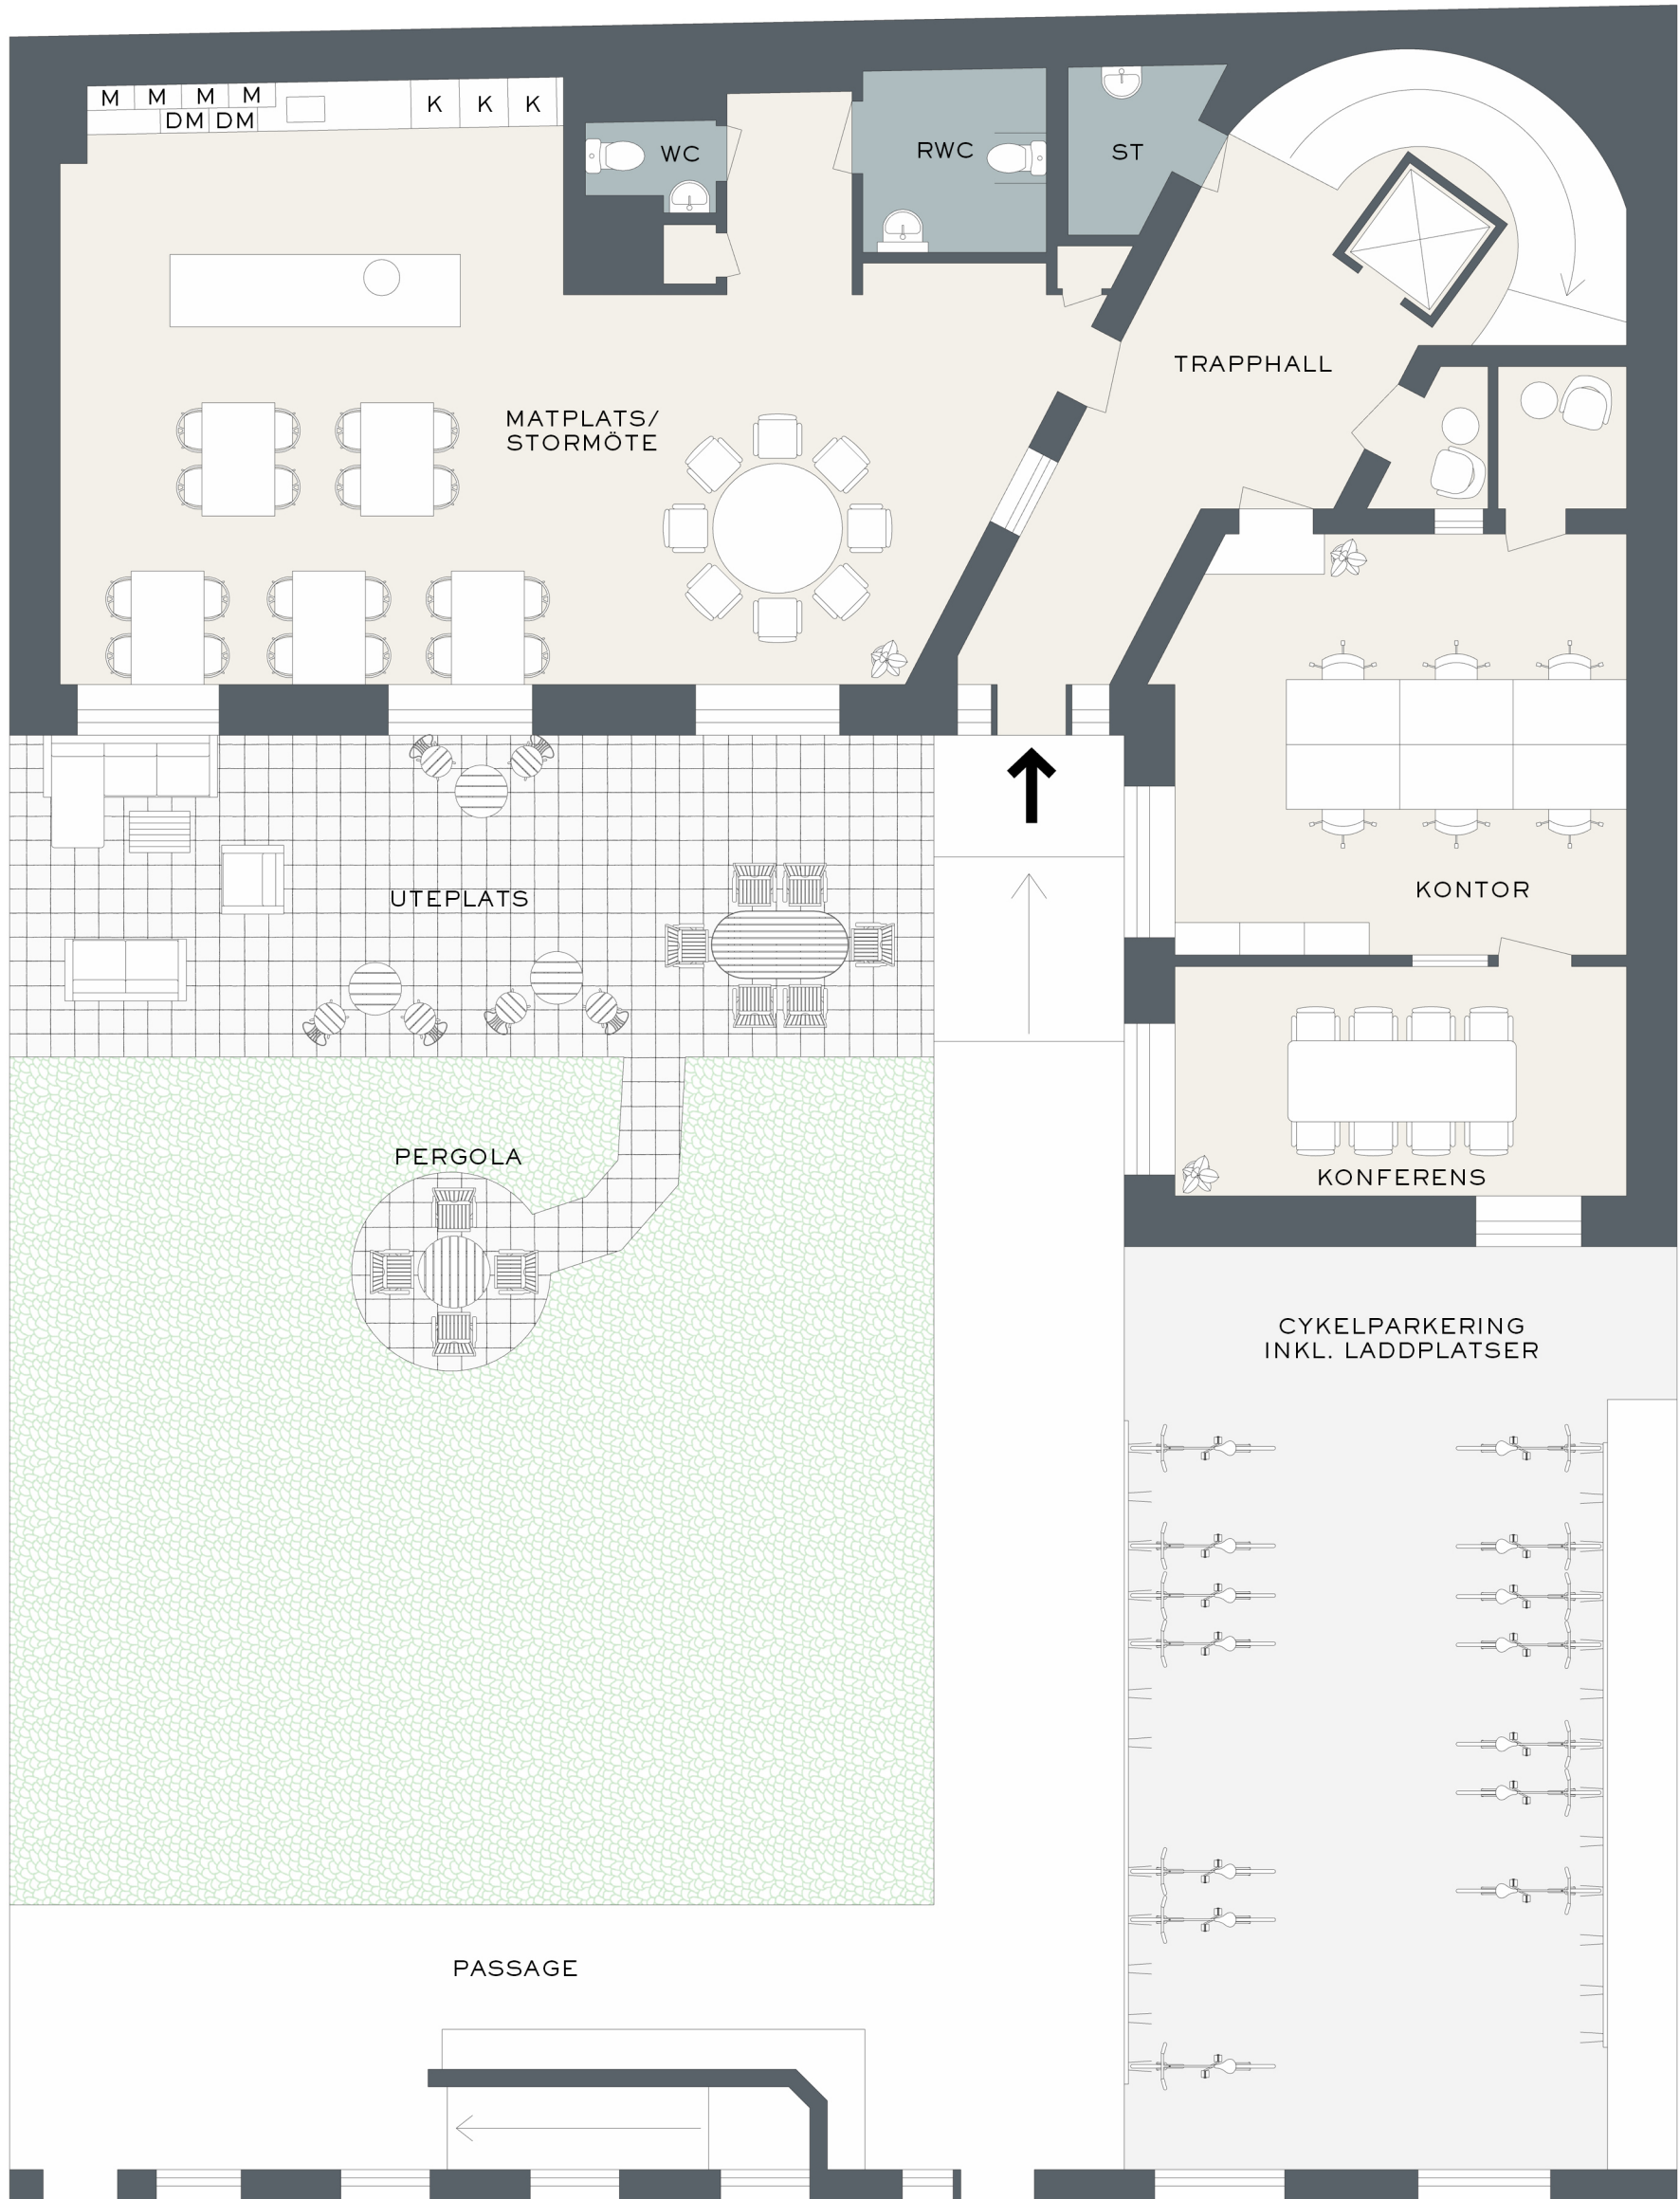 M M M M
DM DM
K K K
WC
RWC
ST
TRAPPHALL
MATPLATS/
STORMÖTE
UTEPLATS
KONTOR
PERGOLA
KONFERENS
CYKELPARKERING
INKL. LADDPLATSER
PASSAGE